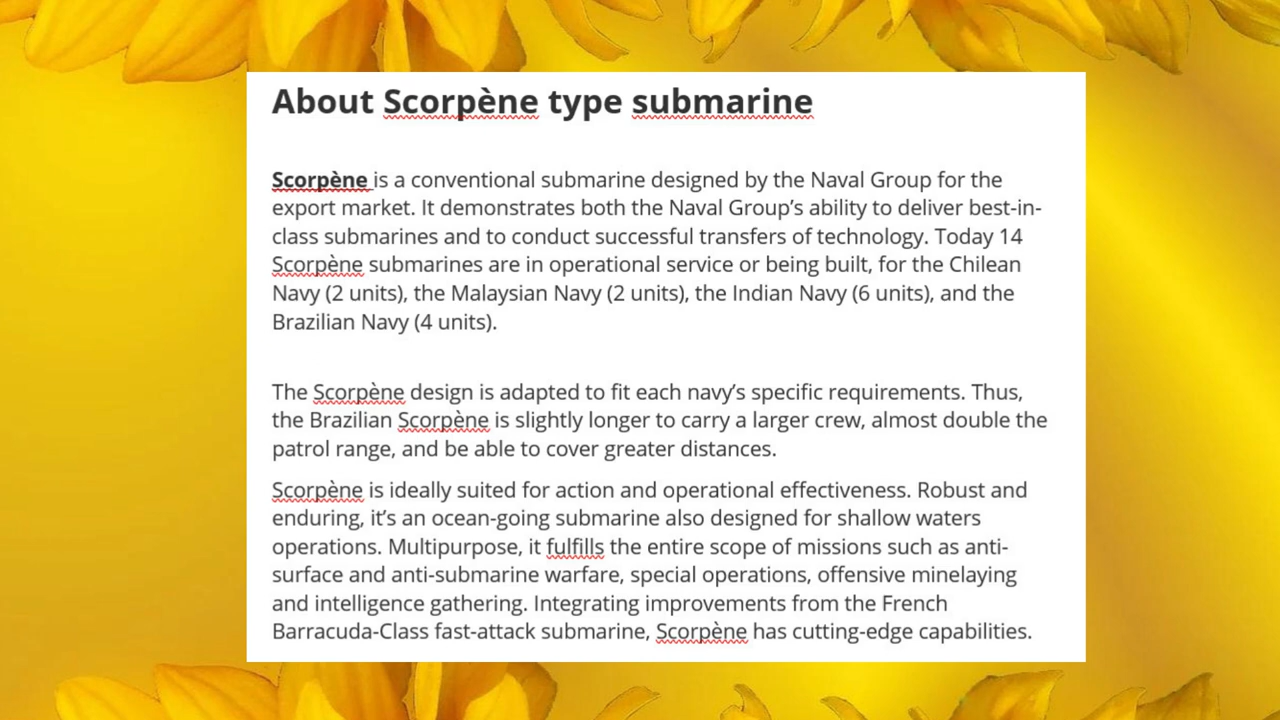 About Scorpène type submarine
Scorpène is a conventional submarine designed by the Naval Group for the
export market. It demonstrates both the Naval Group’s ability to deliver best-in-
class submarines and to conduct successful transfers of technology. Today 14
Scorpène submarines are in operational service or being built, for the Chilean
Navy (2 units), the Malaysian Navy (2 units), the Indian Navy (6 units), and the
Brazilian Navy (4 units).
The Scorpène design is adapted to fit each navy’s specific requirements. Thus,
the Brazilian Scorpène is slightly longer to carry a larger crew, almost double the
patrol range, and be able to cover greater distances.
Scorpène is ideally suited for action and operational effectiveness. Robust and
enduring, it’s an ocean-going submarine also designed for shallow waters
operations. Multipurpose, it fulfills the entire scope of missions such as anti-
surface and anti-submarine warfare, special operations, offensive minelaying
and intelligence gathering. Integrating improvements from the French
Barracuda-Class fast-attack submarine, Scorpène has cutting-edge capabilities.